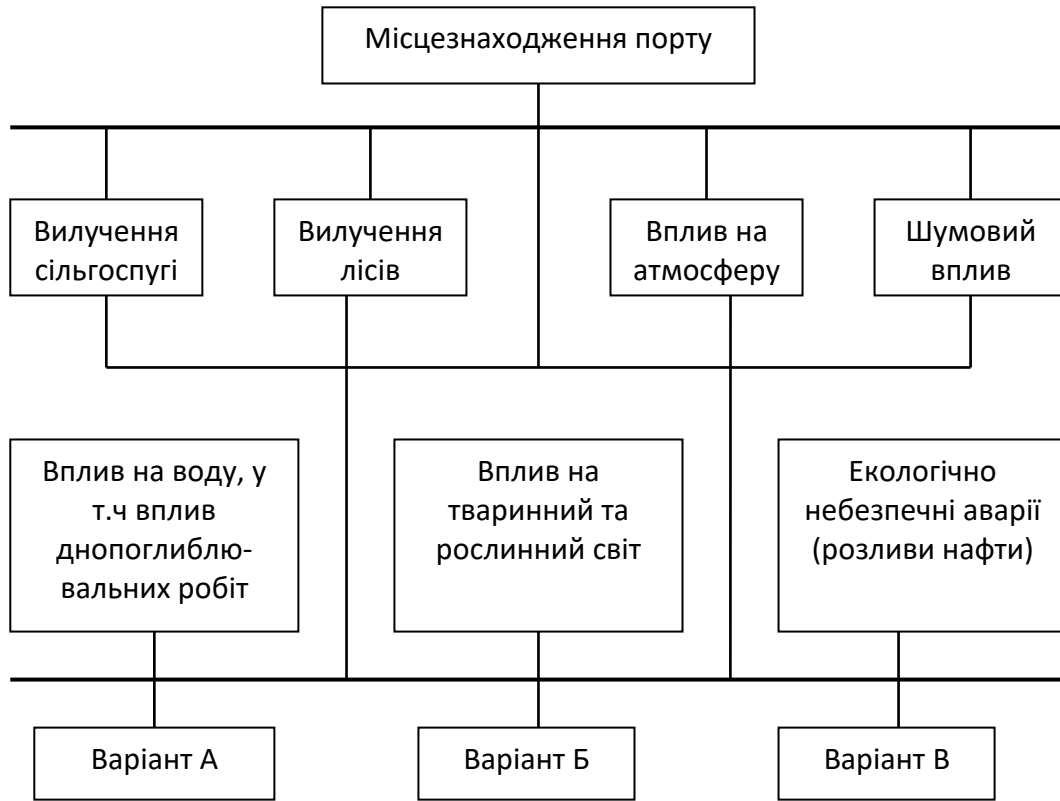 Місцезнаходження порту
Вилучення
сільгоспугі
Вилучення
лісів
Вплив на
атмосферу
Шумовий
вплив
Вплив на воду, у
т.ч вплив
днопоглиблю-
вальних робіт
Вплив на
тваринний та
рослинний світ
Екологічно
небезпечні аварії
(розливи нафти)
Варіант А
Варіант Б
Варіант В